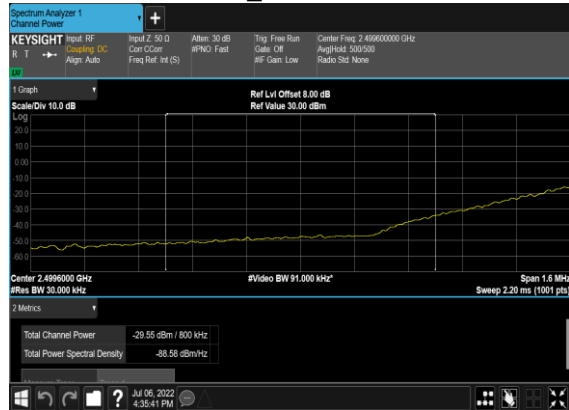 Spectrum Analyzer 1
Channel Power
+
KEYSIGHT Input: RF Input Z: 50 Ω Atten: 30 dB Trig: Free Run Center Freq: 2.499600000 GHz
R T Coupling: DC Corr CCorr #PNO: Fast Gate: Off Avg|Hold: 500/500
Align: Auto Freq Ref: Int (S) #IF Gain: Low Radio Std: None
1 Graph
Ref Lvl Offset 8.00 dB
Scale/Div 10.0 dB Ref Value 30.00 dBm
Log
20.0
10.0
0.00
-10.0
-20.0
-30.0
-40.0
-50.0
-60.0
Center 2.4996000 GHz #Video BW 91.000 kHz* Span 1.6 MHz
#Res BW 30.000 kHz Sweep 2.20 ms (1001 pts)
2 Metrics
Total Channel Power -29.55 dBm / 800 kHz
Total Power Spectral Density -88.58 dBm/Hz
? Jul 06, 2022
4:35:41 PM